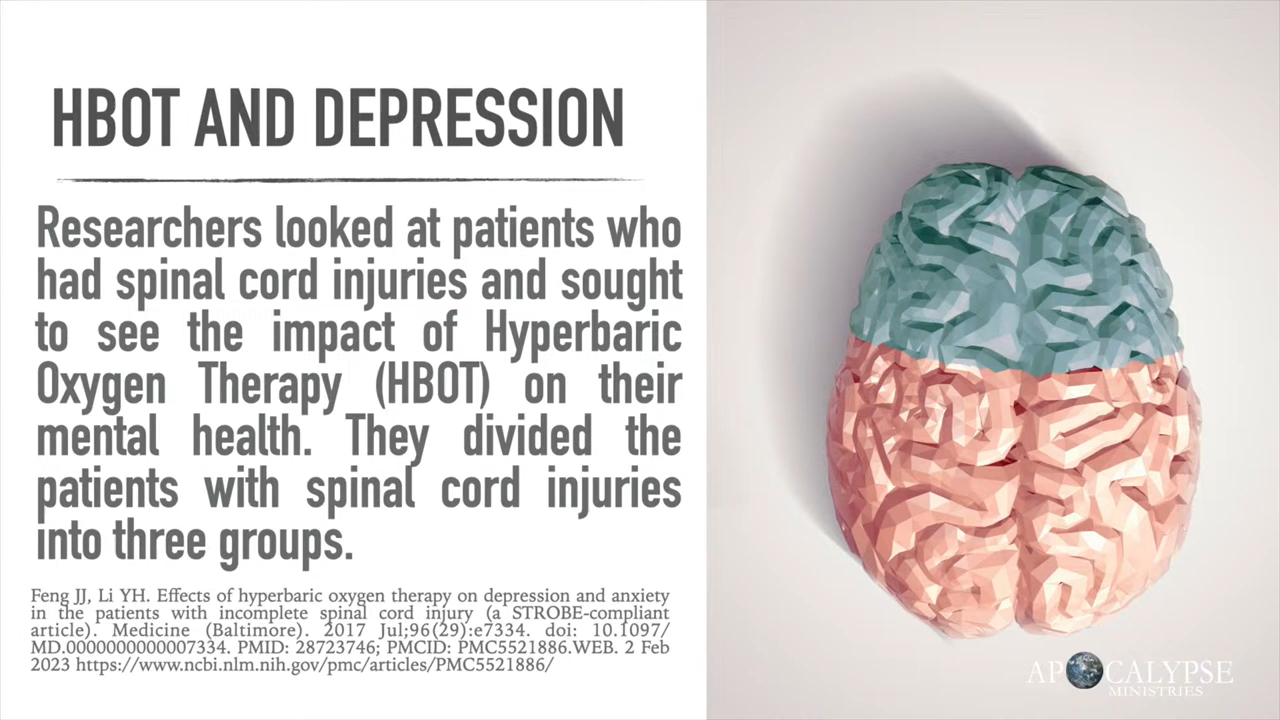 HBOT AND DEPRESSION
Researchers looked at patients who
had spinal cord injuries and sought
to see the impact of Hyperbaric
Oxygen Therapy (HBOT) on their
mental health. They divided the
patients with spinal cord injuries
into three groups.
Feng JJ, Li YH. Effects of hyperbaric oxygen therapy on depression and anxiety
in the patients with incomplete spinal cord injury (a STROBE-compliant
article). Medicine (Baltimore). 2017 Jul;96(29):e7334. doi: 10.1097/
MD.0000000000007334. PMID: 28723746; PMCID: PMC5521886.WEB. 2 Feb
2023 https://www.ncbi.nlm.nih.gov/pmc/articles/PMC5521886/
APOCALYPSE
MINISTRIES